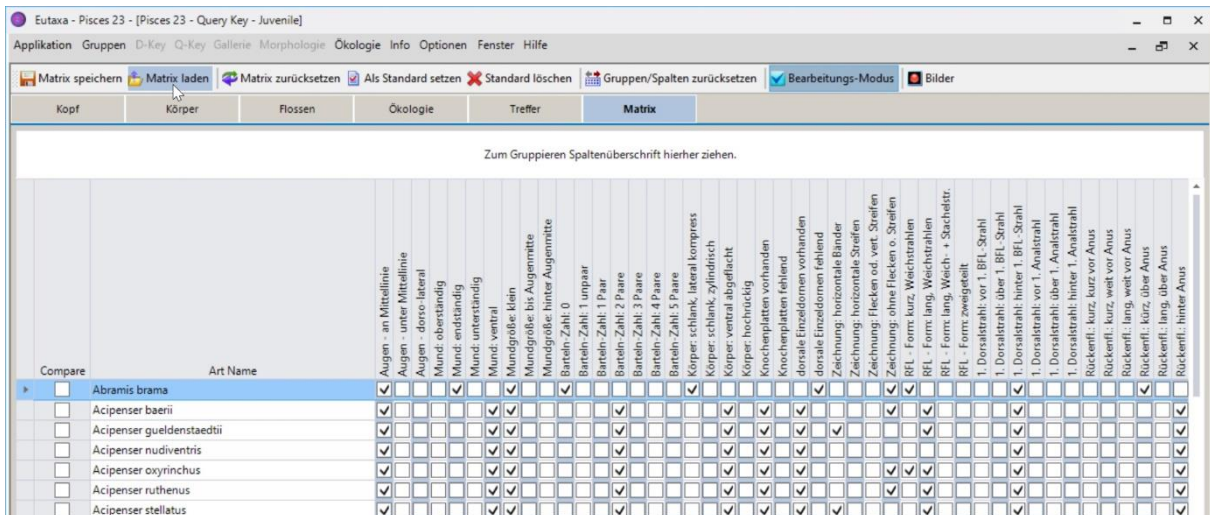 Eutaxa - Pisces 23 - [Pisces 23 - Query Key - Juvenile]
Applikation Gruppen D-Key Q-Key Gallerie Morphologie Ökologie Info Optionen Fenster Hilfe
Matrix speichern Matrix laden Matrix zurücksetzen Als Standard setzen Standard löschen Gruppen/Spalten zurücksetzen Bearbeitungs-Modus Bilder
Kopf Körper Flossen Ökologie Treffer Matrix
Zum Gruppieren Spaltenüberschrift hierher ziehen.
Compare
Art Name
Augen - an Mittellinie
Augen - unter Mittellinie
Augen - dorso-lateral
Mund: oberständig
Mund: endständig
Mund: unterständig
Mund: ventral
Mundgröße: klein
Mundgröße: bis Augenmitte
Mundgröße: hinter Augenmitte
Barteln-Zahl: 0
Barteln-Zahl: 1 unpaar
Barteln-Zahl: 1 Paar
Barteln-Zahl: 2 Paare
Barteln-Zahl: 3 Paare
Barteln-Zahl: 4 Paare
Barteln-Zahl: 5 Paare
Körper: schlank, lateral kompress
Körper: schlank, zylindrisch
Körper: ventral abgeflacht
Körper: hochrückig
Knochenplatten vorhanden
Knochenplatten fehlend
dorsale Einzeldornen vorhanden
dorsale Einzeldornen fehlend
Zeichnung: horizontale Bänder
Zeichnung: horizontale Streifen
Zeichnung: Flecken od. vert. Streifen
Zeichnung: ohne Flecken o. Streifen
RFL - Form: kurz, Weichstrahlen
RFL - Form: lang, Weichstrahlen
RFL - Form: lang, Weich- + Stachelstr.
RFL - Form: zweigeteilt
1. Dorsalstrahl: vor 1. BFL-Strahl
1. Dorsalstrahl: über 1. BFL-Strahl
1. Dorsalstrahl: hinter 1. BFL-Strahl
1. Dorsalstrahl: vor 1. Analstrahl
1. Dorsalstrahl: über 1. Analstrahl
1. Dorsalstrahl: hinter 1. Analstrahl
Rückenfl.: kurz, kurz vor Anus
Rückenfl.: kurz, weit vor Anus
Rückenfl.: lang, weit vor Anus
Rückenfl.: kürz, über Anus
Rückenfl.: lang, über Anus
Rückenfl.: hinter Anus
Abramis brama
Acipenser baerii
Acipenser gueldenstaedtii
Acipenser nudiventris
Acipenser oxyrinchus
Acipenser ruthenus
Acipenser stellatus